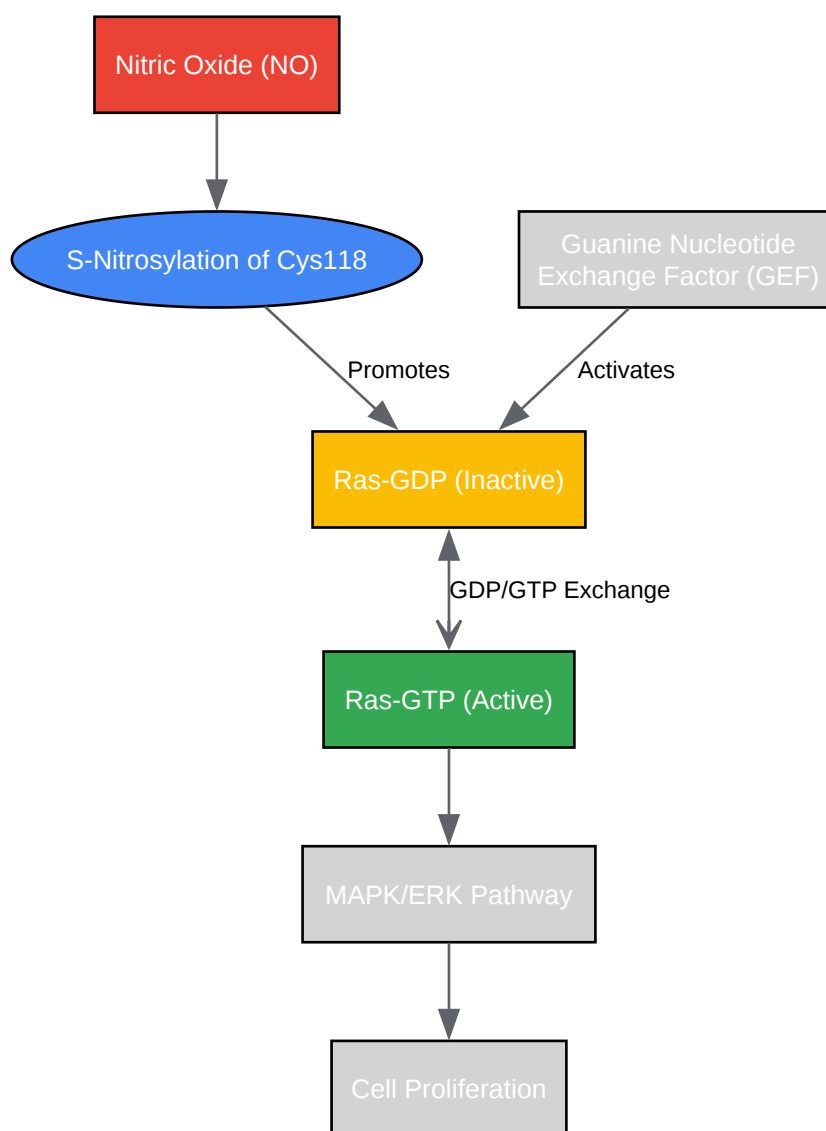 Nitric Oxide (NO)
S-Nitrosylation of Cys118
Guanine Nucleotide
Exchange Factor (GEF)
Promotes
Activates
Ras-GDP (Inactive)
GDP/GTP Exchange
Ras-GTP (Active)
MAPK/ERK Pathway
Cell Proliferation